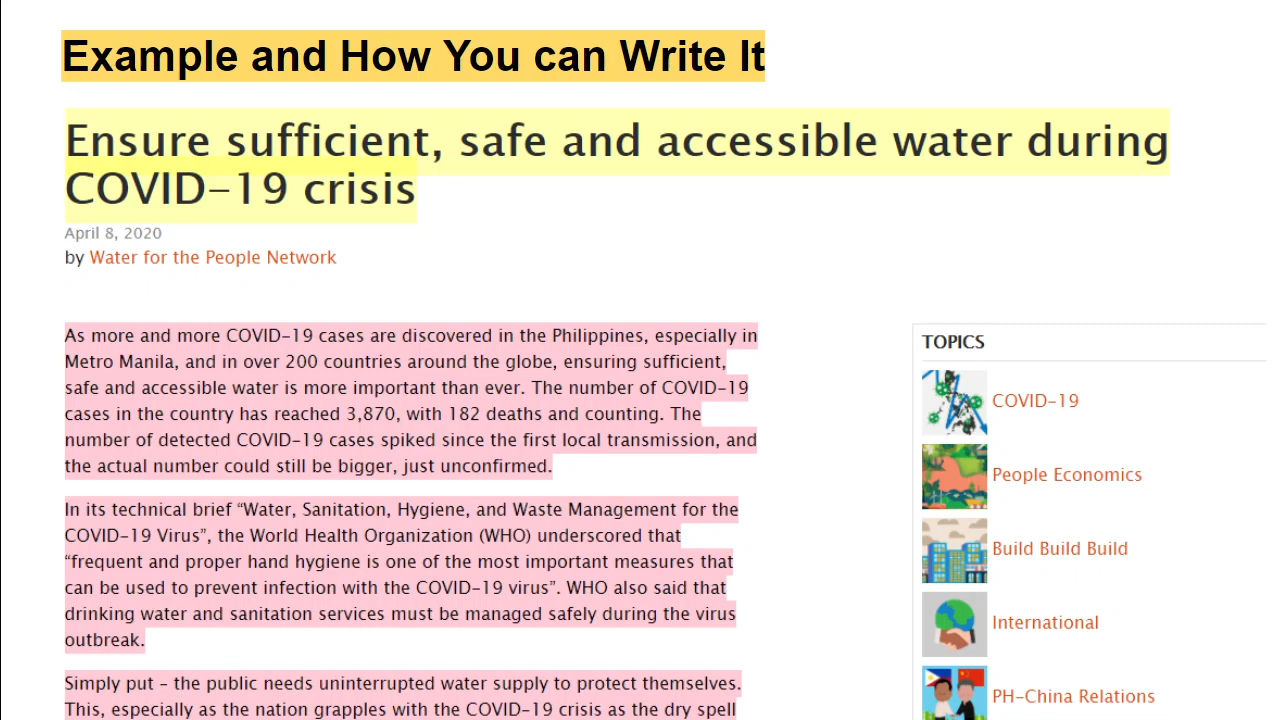 Example and How You can Write It
Ensure sufficient, safe and accessible water during
COVID-19 crisis
April 8, 2020
by Water for the People Network
As more and more COVID-19 cases are discovered in the Philippines, especially in
Metro Manila, and in over 200 countries around the globe, ensuring sufficient,
safe and accessible water is more important than ever. The number of COVID-19
cases in the country has reached 3,870, with 182 deaths and counting. The
number of detected COVID-19 cases spiked since the first local transmission, and
the actual number could still be bigger, just unconfirmed.
In its technical brief “Water, Sanitation, Hygiene, and Waste Management for the
COVID-19 Virus”, the World Health Organization (WHO) underscored that
“frequent and proper hand hygiene is one of the most important measures that
can be used to prevent infection with the COVID-19 virus”. WHO also said that
drinking water and sanitation services must be managed safely during the virus
outbreak.
Simply put – the public needs uninterrupted water supply to protect themselves.
This, especially as the nation grapples with the COVID-19 crisis as the dry spell
TOPICS
COVID-19
People Economics
Build Build Build
International
PH-China Relations